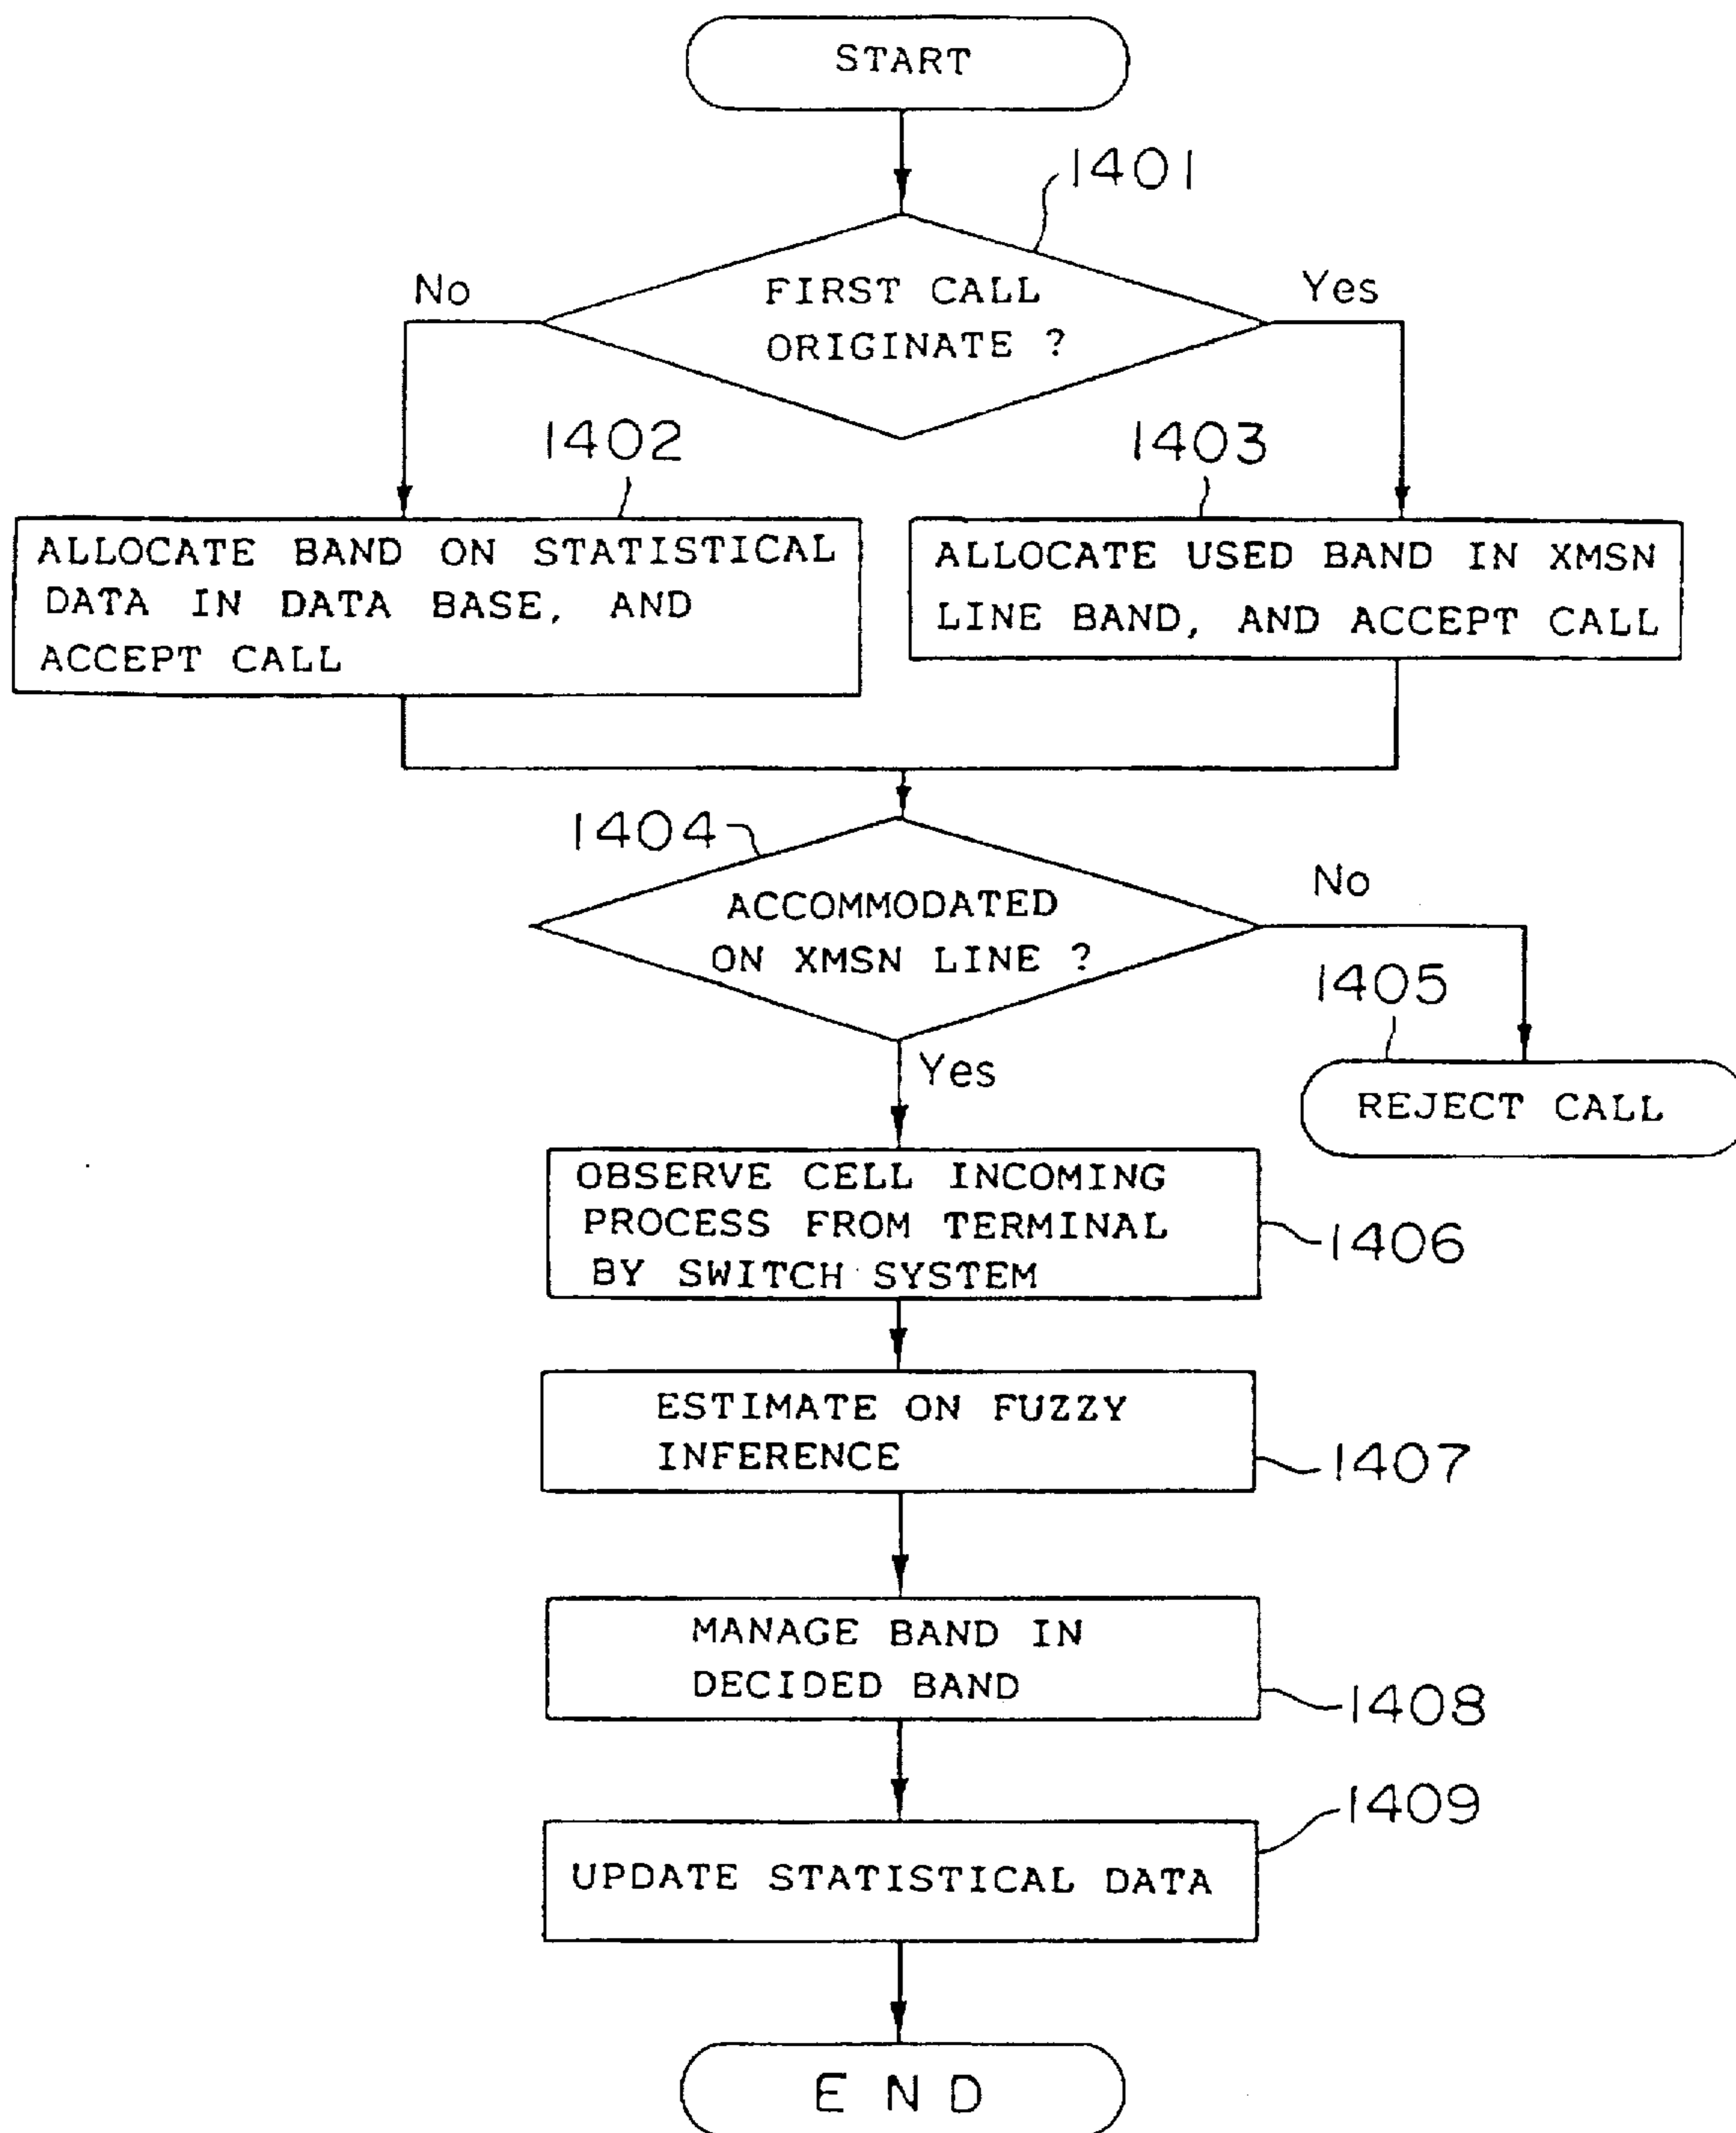 START
1401
No
Yes
FIRST CALL
ORIGINATE ?
1402
1403
ALLOCATE BAND ON STATISTICAL
DATA IN DATA BASE, AND
ACCEPT CALL
ALLOCATE USED BAND IN XMSN
LINE BAND, AND ACCEPT CALL
1404
No
ACCOMMODATED
ON XMSN LINE ?
1405
Yes
REJECT CALL
OBSERVE CELL INCOMING
PROCESS FROM TERMINAL
BY SWITCH SYSTEM
1406
ESTIMATE ON FUZZY
INFERENCE
1407
MANAGE BAND IN
DECIDED BAND
1408
1409
UPDATE STATISTICAL DATA
END